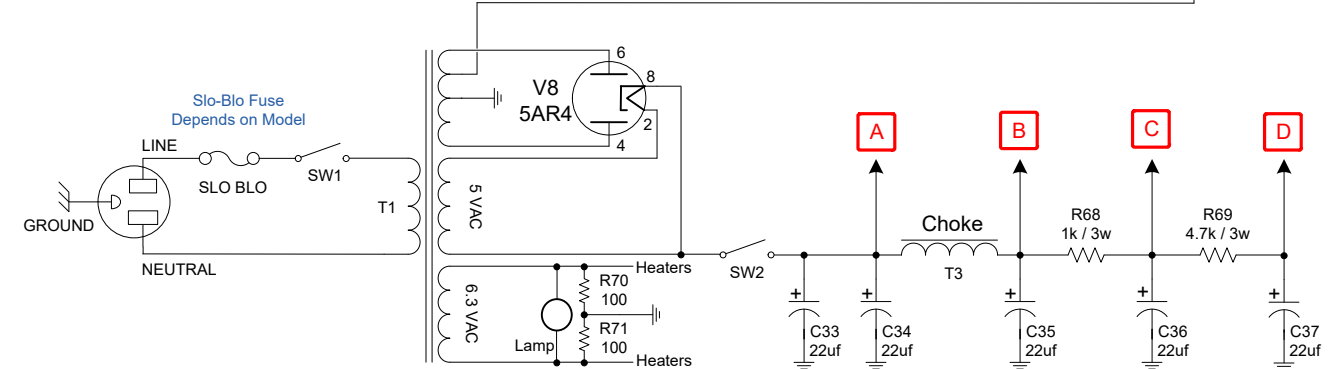 6
8
V8
5AR4
2
4
Slo-Blo Fuse
Depends on Model
LINE
SLO BLO
SW1
GROUND
NEUTRAL
T1
5 VAC
6.3 VAC
A
B
C
D
Choke
T3
R68
1k / 3w
R69
4.7k / 3w
SW2
Heaters
R70
100
R71
100
Lamp
Heaters
+
C33
22uf
+
C34
22uf
+
C35
22uf
+
C36
22uf
+
C37
22uf